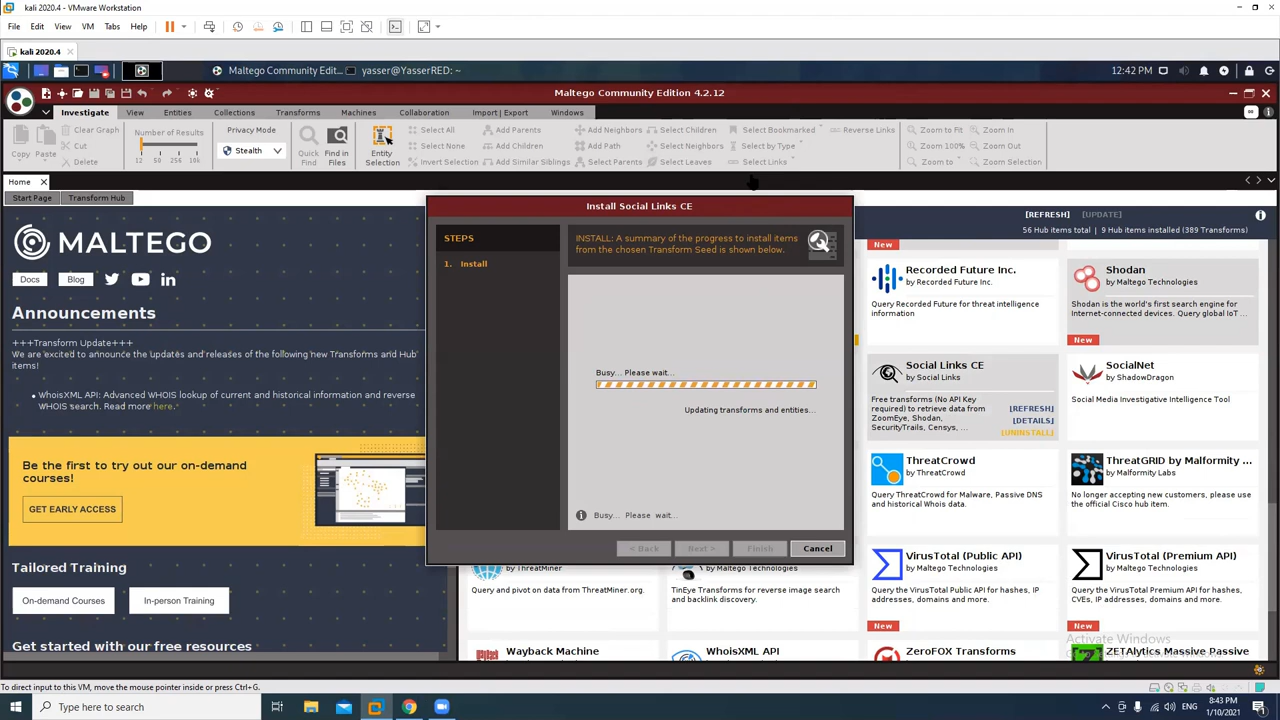 kali 2020.4 - VMware Workstation
File Edit View VM Tabs Help
kali 2020.4
Maltego Community Edit... yasser@YasserRED: ~ 12:42 PM
Maltego Community Edition 4.2.12
Investigate View Entities Collections Transforms Machines Collaboration Import | Export Windows
Copy Paste Clear Graph Cut Delete
Number of Results
12 50 256 10k
Privacy Mode
Stealth
Quick Find
Find in Files
Entity Selection
Select All Add Parents Add Neighbors Select Children Select Bookmarked Reverse Links Zoom to Fit Zoom In
Select None Add Children Add Path Select Neighbors Select by Type Zoom 100% Zoom Out
Invert Selection Add Similar Siblings Select Parents Select Leaves Select Links Zoom to Zoom Selection
Home
Start Page Transform Hub
MALTEGO
Docs Blog
Announcements
+++Transform Update+++
We are excited to announce the updates and releases of the following new Transforms and Hub
items!
• WhoisXML API: Advanced WHOIS lookup of current and historical information and reverse
WHOIS search. Read more here.
Be the first to try out our on-demand
courses!
GET EARLY ACCESS
Tailored Training
On-demand Courses In-person Training
Get started with our free resources
Install Social Links CE
STEPS
1. Install
INSTALL: A summary of the progress to install items
from the chosen Transform Seed is shown below.
Busy... Please wait...
Updating transforms and entities...
Busy... Please wait...
< Back Next > Finish Cancel
[REFRESH] [UPDATE]
56 Hub items total | 9 Hub items installed (389 Transforms)
New
Recorded Future Inc.
by Recorded Future Inc.
Query Recorded Future for threat intelligence
information
Shodan
by Maltego Technologies
Shodan is the world's first search engine for
Internet-connected devices. Query global IoT ...
New
Social Links CE
by Social Links
Free transforms (No API Key
required) to retrieve data from
ZoomEye, Shodan,
SecurityTrails, Censys, ...
[REFRESH]
[DETAILS]
[UNINSTALL]
SocialNet
by ShadowDragon
Social Media Investigative Intelligence Tool
ThreatCrowd
by ThreatCrowd
Query ThreatCrowd for Malware, Passive DNS
and historical Whois data.
ThreatGRID by Malformity ...
by Malformity Labs
No longer accepting new customers, please use
the official Cisco hub item.
by ThreatMiner
Query and pivot on data from ThreatMiner.org.
by Maltego Technologies
TinEye Transforms for reverse image search
and backlink discovery.
VirusTotal (Public API)
by Maltego Technologies
Query the VirusTotal Public API for hashes, IP
addresses, domains and more.
New
VirusTotal (Premium API)
by Maltego Technologies
Query the VirusTotal Premium API for hashes,
CVEs, IP addresses, domains and more.
New
Wayback Machine
WhoisXML API
ZeroFOX Transforms
ZETAlytics Massive Passive
Activate Windows
To direct input to this VM, move the mouse pointer inside or press Ctrl+G.
Type here to search
ENG
8:43 PM
1/10/2021